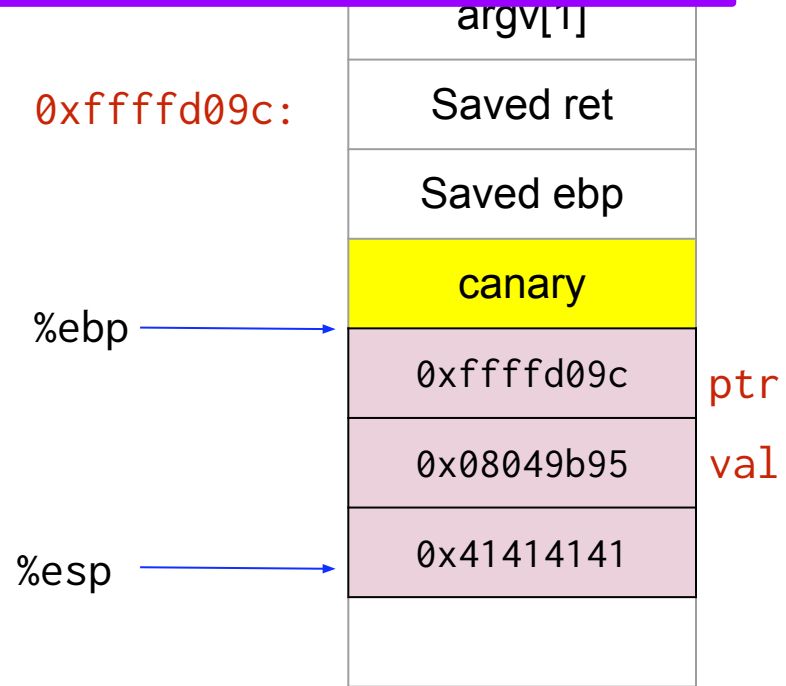 argv[1]
0xffffd09c: Saved ret
Saved ebp
canary
%ebp
0xffffd09c ptr
0x08049b95 val
%esp 0x41414141